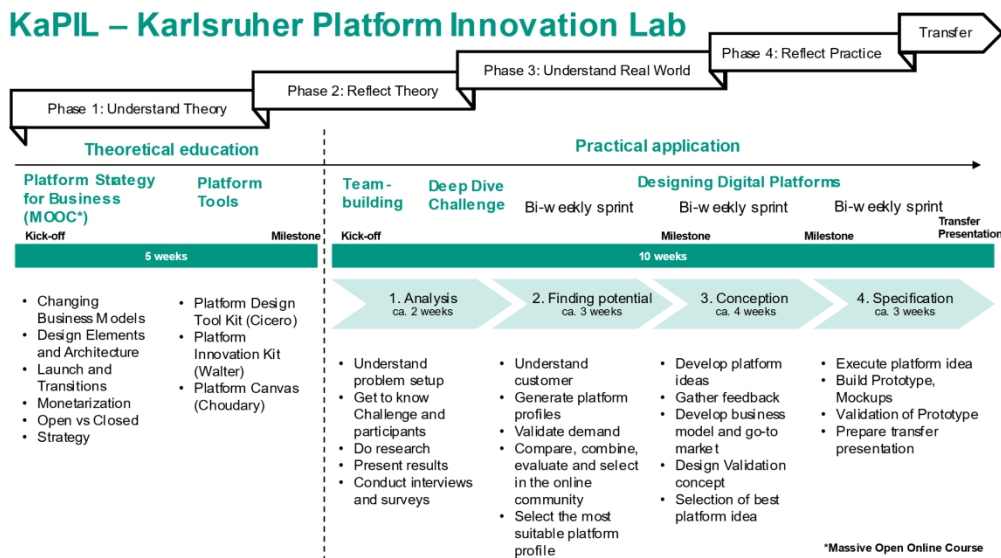 KaPIL – Karlsruher Platform Innovation Lab
Transfer
Phase 4: Reflect Practice
Phase 3: Understand Real World
Phase 2: Reflect Theory
Phase 1: Understand Theory
Theoretical education
Practical application
Platform Strategy
for Business
(MOOC*)
Platform
Tools
Team-
building
Deep Dive
Challenge
Designing Digital Platforms
Bi-weekly sprint
Bi-weekly sprint
Bi-weekly sprint
Kick-off
Milestone
Kick-off
Milestone
Milestone
Transfer
Presentation
5 weeks
10 weeks
1. Analysis
ca. 2 weeks
2. Finding potential
ca. 3 weeks
3. Conception
ca. 4 weeks
4. Specification
ca. 3 weeks
• Changing
Business Models
• Design Elements
and Architecture
• Launch and
Transitions
• Monetarization
• Open vs Closed
• Strategy
• Platform Design
Tool Kit (Cicero)
• Platform
Innovation Kit
(Walter)
• Platform Canvas
(Choudary)
• Understand
problem setup
• Get to know
Challenge and
participants
• Do research
• Present results
• Conduct interviews
and surveys
• Understand
customer
• Generate platform
profiles
• Validate demand
• Compare, combine,
evaluate and select
in the online
community
• Select the most
suitable platform
profile
• Develop platform
ideas
• Gather feedback
• Develop business
model and go-to
market
• Design Validation
concept
• Selection of best
platform idea
• Execute platform idea
• Build Prototype,
Mockups
• Validation of Prototype
• Prepare transfer
presentation
*Massive Open Online Course